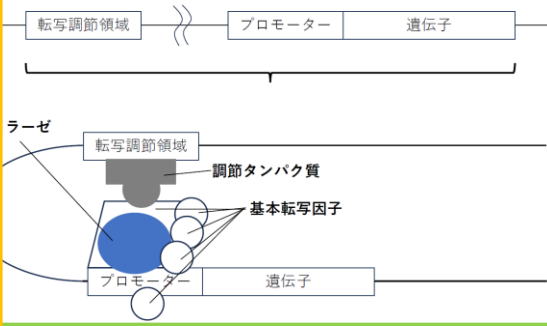 転写調節領域
プロモーター
遺伝子
ラーゼ
転写調節領域
調節タンパク質
基本転写因子
プロモーター
遺伝子